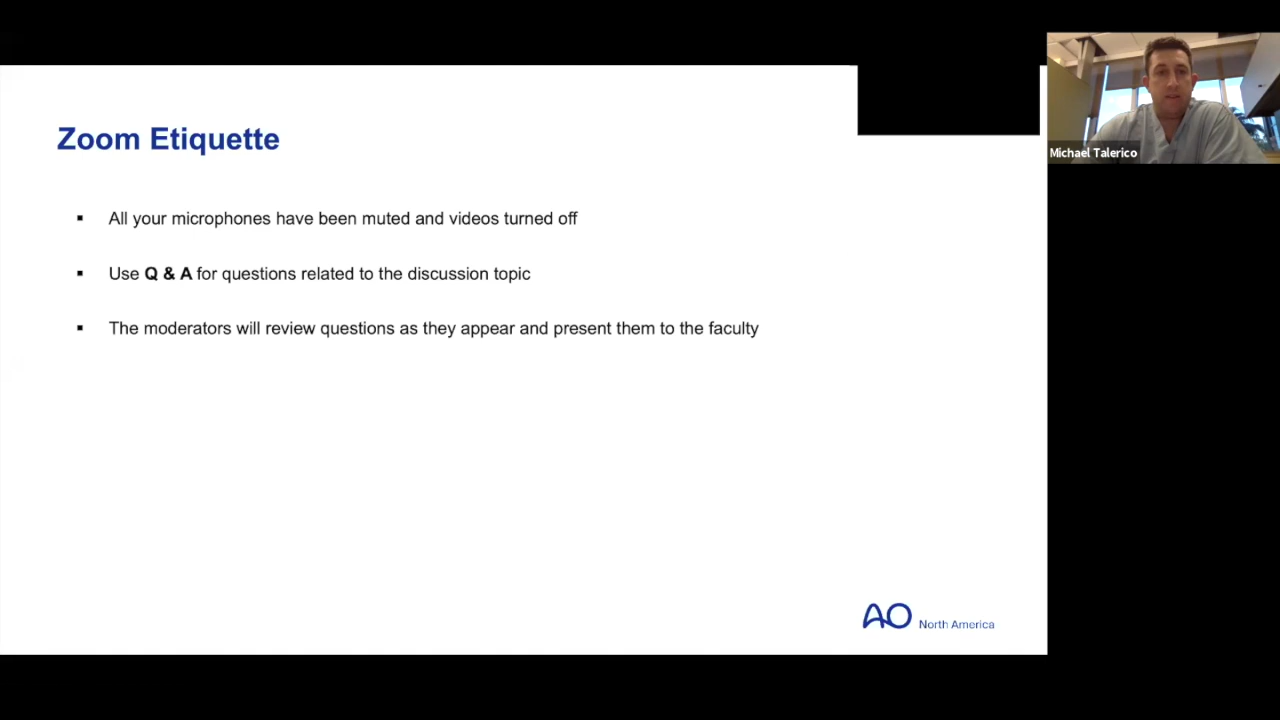 Zoom Etiquette
▪ All your microphones have been muted and videos turned off
▪ Use Q & A for questions related to the discussion topic
▪ The moderators will review questions as they appear and present them to the faculty
AO North America
Michael Talerico